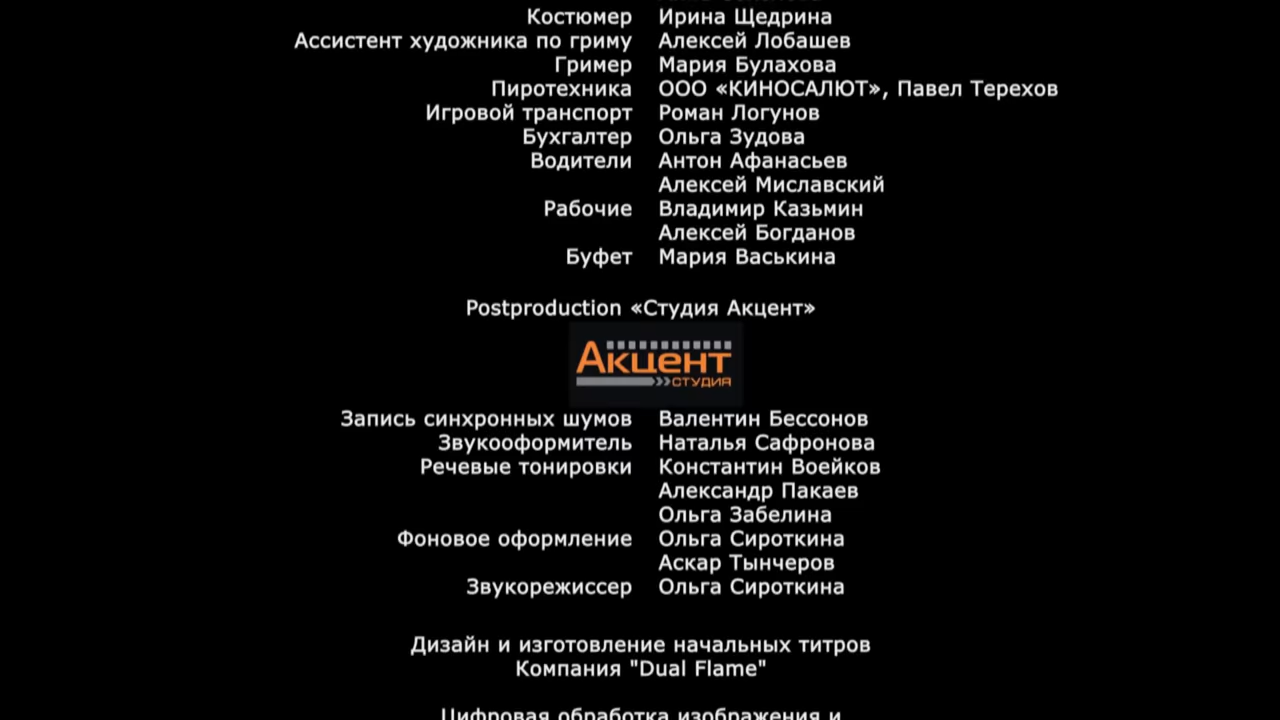 Костюмер Ирина Щедрина
Ассистент художника по гриму Алексей Лобашев
Гример Мария Булахова
Пиротехника ООО «КИНОСАЛЮТ», Павел Терехов
Игровой транспорт Роман Логунов
Бухгалтер Ольга Зудова
Водители Антон Афанасьев
Алексей Миславский
Рабочие Владимир Казьмин
Алексей Богданов
Буфет Мария Васькина
Postproduction «Студия Акцент»
Акцент
студия
Запись синхронных шумов Валентин Бессонов
Звукооформитель Наталья Сафронова
Речевые тонировки Константин Воейков
Александр Пакаев
Ольга Забелина
Фоновое оформление Ольга Сироткина
Аскар Тынчеров
Звукорежиссер Ольга Сироткина
Дизайн и изготовление начальных титров
Компания "Dual Flame"
Цифровая обработка изображения и